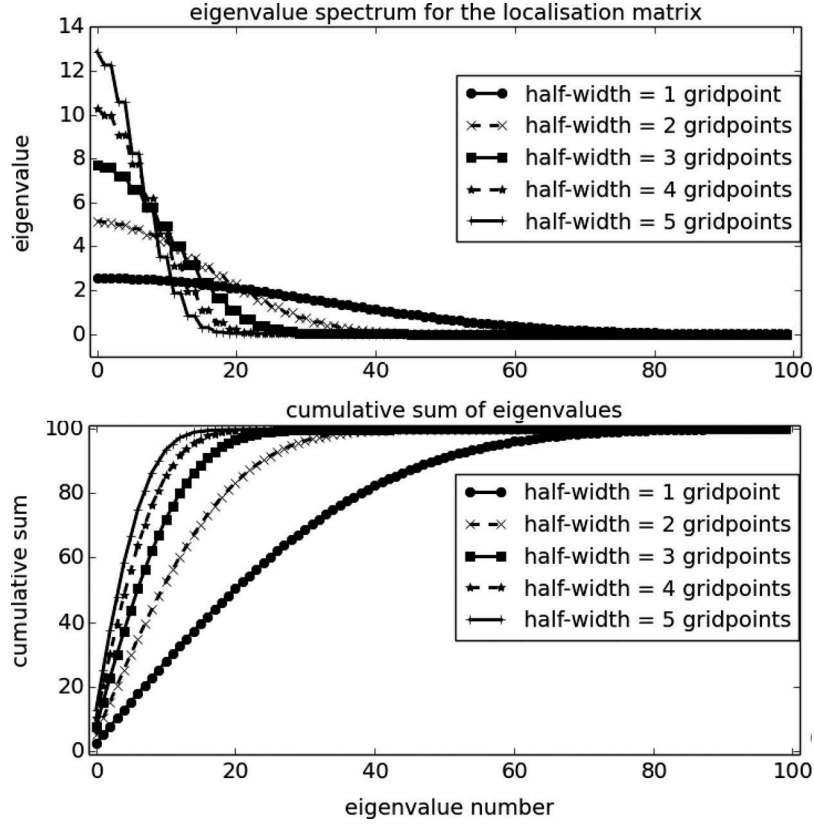 eigenvalue spectrum for the localisation matrix
14
12
10
8
6
4
2
0
eigenvalue
half-width = 1 gridpoint
half-width = 2 gridpoints
half-width = 3 gridpoints
half-width = 4 gridpoints
half-width = 5 gridpoints
0 20 40 60 80 100
cumulative sum of eigenvalues
100
80
60
40
20
0
cumulative sum
half-width = 1 gridpoint
half-width = 2 gridpoints
half-width = 3 gridpoints
half-width = 4 gridpoints
half-width = 5 gridpoints
0 20 40 60 80 100
eigenvalue number